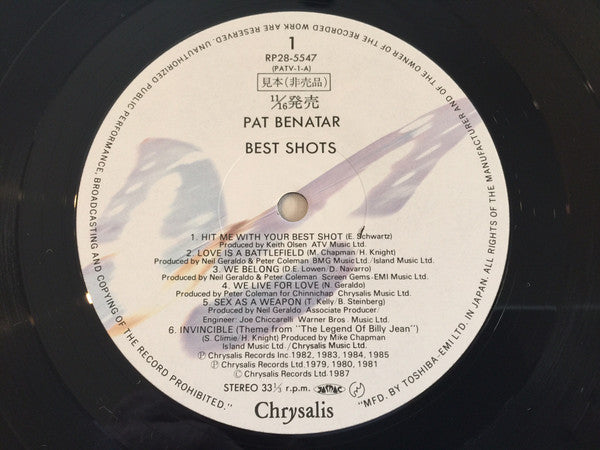 1
RP28-5547
(PATV-1-A)
見本(非売品)
11/16発売
PAT BENATAR
BEST SHOTS
1. HIT ME WITH YOUR BEST SHOT (E. Schwartz)
Produced by Keith Olsen ATV Music Ltd.
2. LOVE IS A BATTLEFIELD (M. Chapman/H. Knight)
Produced by Neil Geraldo & Peter Coleman BMG Music Ltd./Island Music Ltd.
3. WE BELONG (D.E. Lowen/D. Navarro)
Produced by Neil Geraldo & Peter Coleman Screen Gems-EMI Music Ltd.
4. WE LIVE FOR LOVE (N. Geraldo)
Produced by Peter Coleman for Chinnichap Chrysalis Music Ltd.
5. SEX AS A WEAPON (T. Kelly/B. Steinberg)
Produced by Neil Geraldo Associate Producer/
Engineer: Joe Chiccarelli Warner Bros. Music Ltd.
6. INVINCIBLE (Theme from "The Legend Of Billy Jean")
(S. Climie/H. Knight) Produced by Mike Chapman
Island Music Ltd./Chrysalis Music Ltd.
Ⓟ Chrysalis Records Inc. 1982, 1983, 1984, 1985
Ⓟ Chrysalis Records Ltd. 1979, 1980, 1981
© Chrysalis Records Ltd 1987
STEREO 33⅓ r.p.m. JASRAC
Chrysalis
"MFD. BY TOSHIBA-EMI LTD. IN JAPAN. ALL RIGHTS OF THE MANUFACTURER AND OF THE OWNER OF THE RECORDED WORK ARE RESERVED. UNAUTHORIZED PUBLIC PERFORMANCE, BROADCASTING AND COPYING OF THE RECORD PROHIBITED."